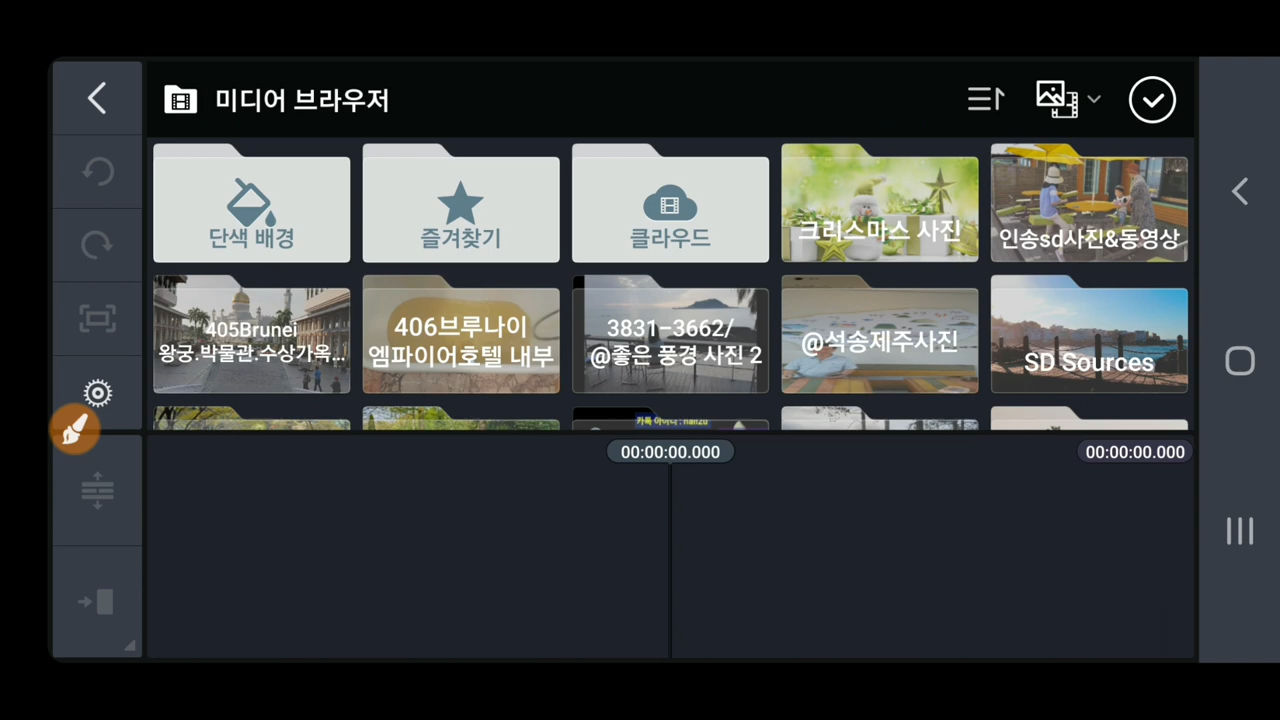 미디어 브라우저
단색 배경
즐겨찾기
클라우드
크리스마스 사진
인송sd사진&동영상
405Brunei
왕궁.박물관.수상가옥...
406브루나이
엠파이어호텔 내부
3831-3662/
@좋은 풍경 사진 2
@석송제주사진
SD Sources
00:00:00.000
00:00:00.000